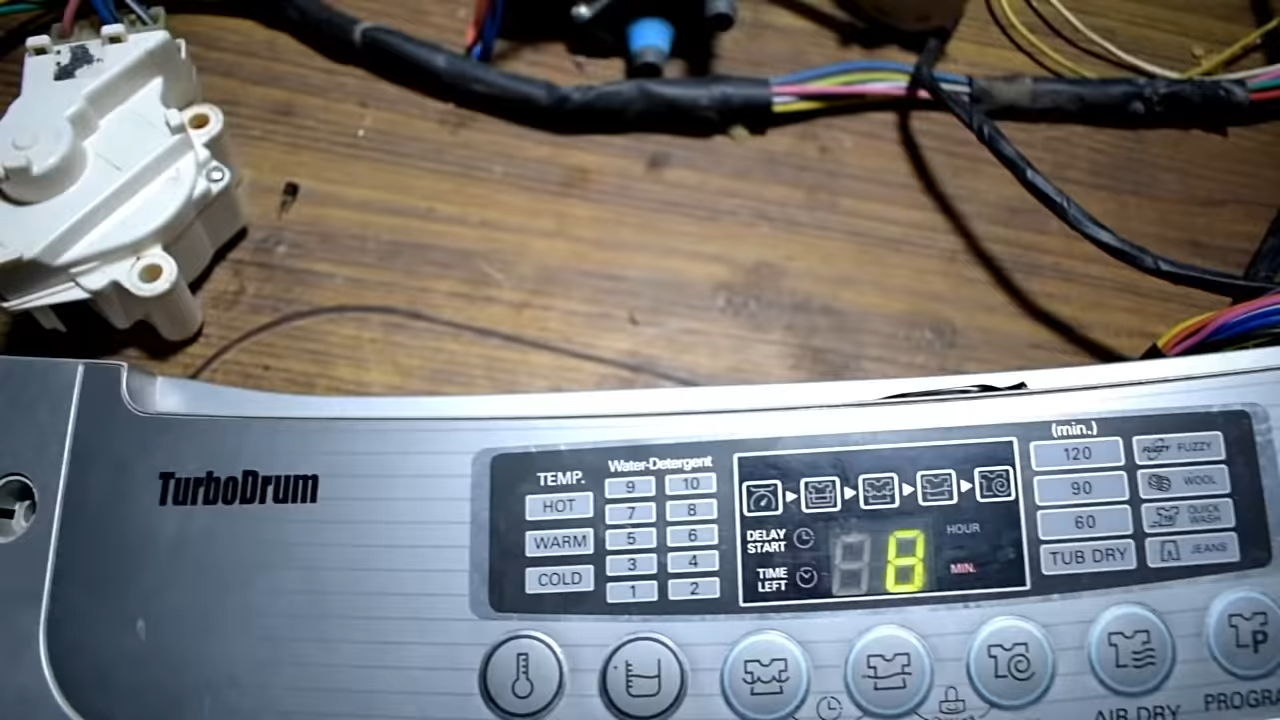 TurboDrum
TEMP.
HOT
WARM
COLD
Water-Detergent
9 10
7 8
5 6
3 4
1 2
DELAY
START
TIME
LEFT
8
HOUR
MIN.
(min.)
120
90
60
TUB DRY
FUZZY FUZZY
WOOL
QUICK
WASH
JEANS
P
AIR DRY
PROGRA